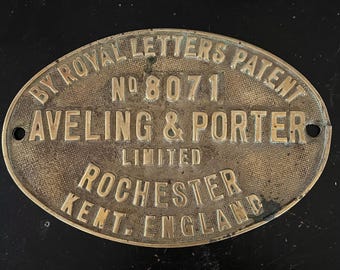 BY ROYAL LETTERS PATENT
No 8071
AVELING & PORTER
LIMITED
ROCHESTER
KENT. ENGLAND